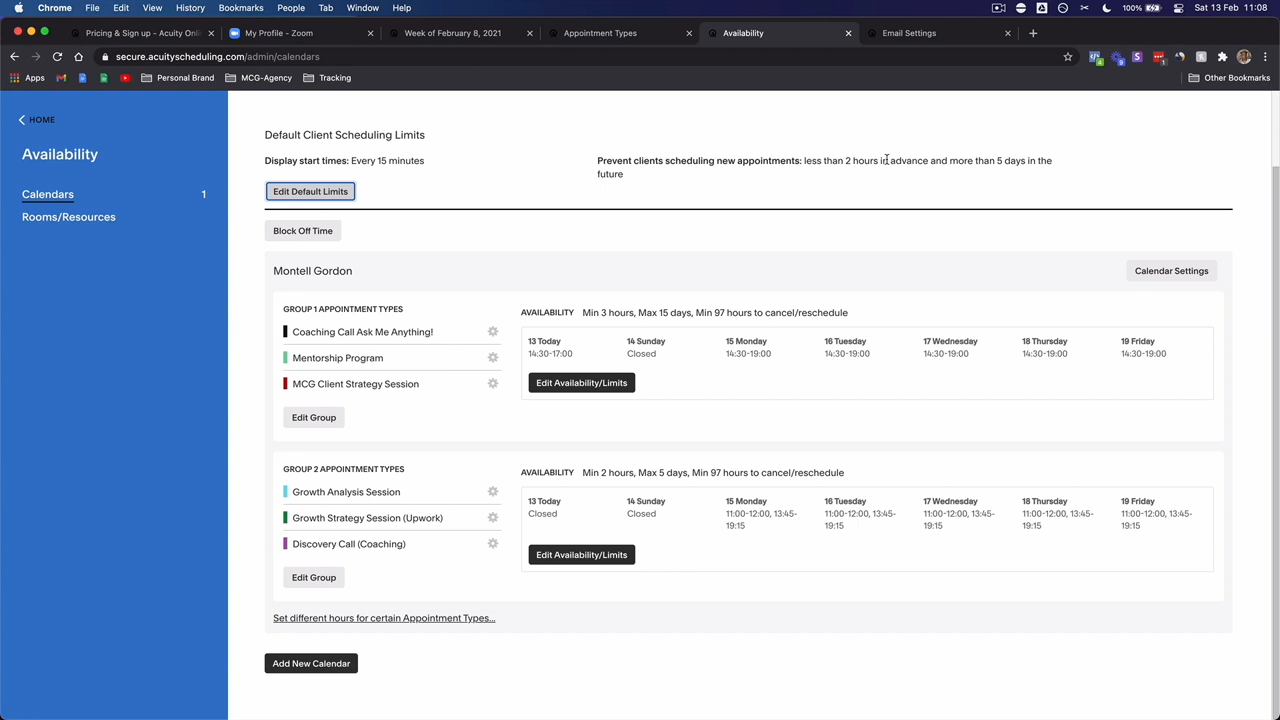 Chrome File Edit View History Bookmarks People Tab Window Help 100% Sat 13 Feb 11:08
Pricing & Sign up - Acuity Onli My Profile - Zoom Week of February 8, 2021 Appointment Types Availability Email Settings
secure.acuityscheduling.com/admin/calendars
Apps Personal Brand MCG-Agency Tracking Other Bookmarks
HOME
Availability
Calendars 1
Rooms/Resources
Default Client Scheduling Limits
Display start times: Every 15 minutes
Prevent clients scheduling new appointments: less than 2 hours in advance and more than 5 days in the
future
Edit Default Limits
Block Off Time
Montell Gordon
Calendar Settings
GROUP 1 APPOINTMENT TYPES
Coaching Call Ask Me Anything!
Mentorship Program
MCG Client Strategy Session
Edit Group
AVAILABILITY Min 3 hours, Max 15 days, Min 97 hours to cancel/reschedule
13 Today 14 Sunday 15 Monday 16 Tuesday 17 Wednesday 18 Thursday 19 Friday
14:30-17:00 Closed 14:30-19:00 14:30-19:00 14:30-19:00 14:30-19:00 14:30-19:00
Edit Availability/Limits
GROUP 2 APPOINTMENT TYPES
Growth Analysis Session
Growth Strategy Session (Upwork)
Discovery Call (Coaching)
Edit Group
AVAILABILITY Min 2 hours, Max 5 days, Min 97 hours to cancel/reschedule
13 Today 14 Sunday 15 Monday 16 Tuesday 17 Wednesday 18 Thursday 19 Friday
Closed Closed 11:00-12:00, 13:45- 11:00-12:00, 13:45- 11:00-12:00, 13:45- 11:00-12:00, 13:45- 11:00-12:00, 13:45-
19:15 19:15 19:15 19:15 19:15
Edit Availability/Limits
Set different hours for certain Appointment Types...
Add New Calendar